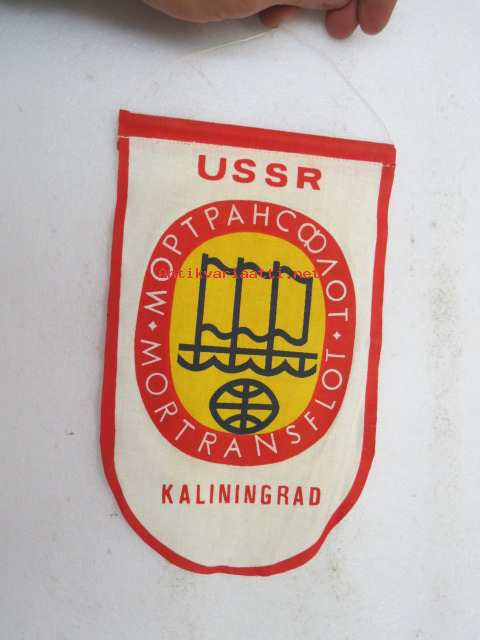 USSR
МОРТРАНСФЛОТ
MORTRANSFLOT
KALININGRAD
Antikvariaatti.net